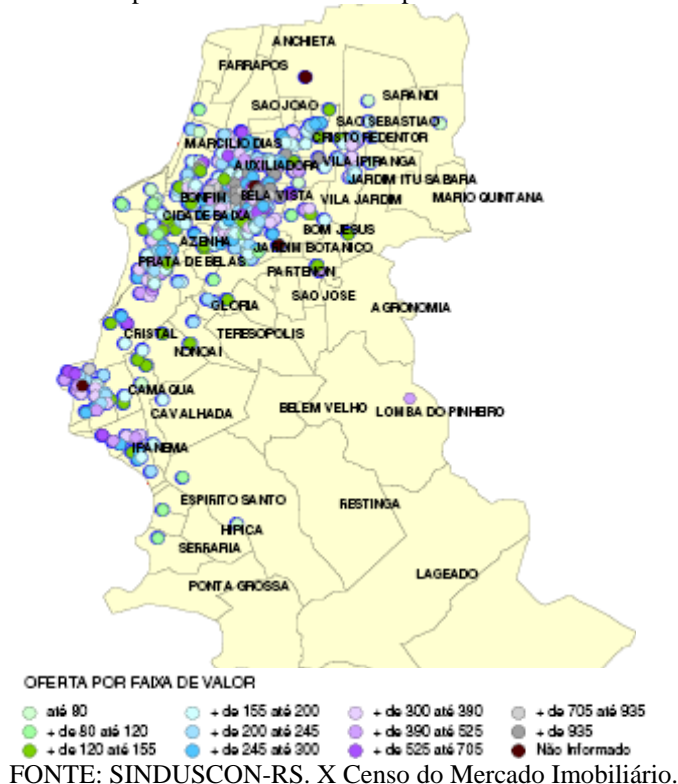 ANCHIETA
FARRAPOS
SARANDI
SAO JOAO
SAO SEBASTIAO
CRISTO REDENTOR
MARCILIO DIAS
AUXILIADORA
VILA IPIRANGA
JARDIM ITU SABARA
BONFIM
BELA VISTA
VILA JARDIM
MARIO QUINTANA
CIDADE BAIXA
BOM JESUS
AZENHA
JARDIM BOTANICO
PRAIA DE BELAS
PARTENON
SAO JOSE
GLORIA
AGRONOMIA
CRISTAL
TERESOPOLIS
NONOAI
CAMAQUA
CAVALHADA
BELEM VELHO
LOMBA DO PINHEIRO
IPANEMA
ESPIRITO SANTO
RESTINGA
HIPICA
SERRARIA
LAGEADO
PONTA GROSSA
OFERTA POR FAIXA DE VALOR
até 80
+ de 155 até 200
+ de 300 até 390
+ de 705 até 935
+ de 80 até 120
+ de 200 até 245
+ de 390 até 525
+ de 935
+ de 120 até 155
+ de 245 até 300
+ de 525 até 705
Não Informado
FONTE: SINDUSCON-RS. X Censo do Mercado Imobiliário.